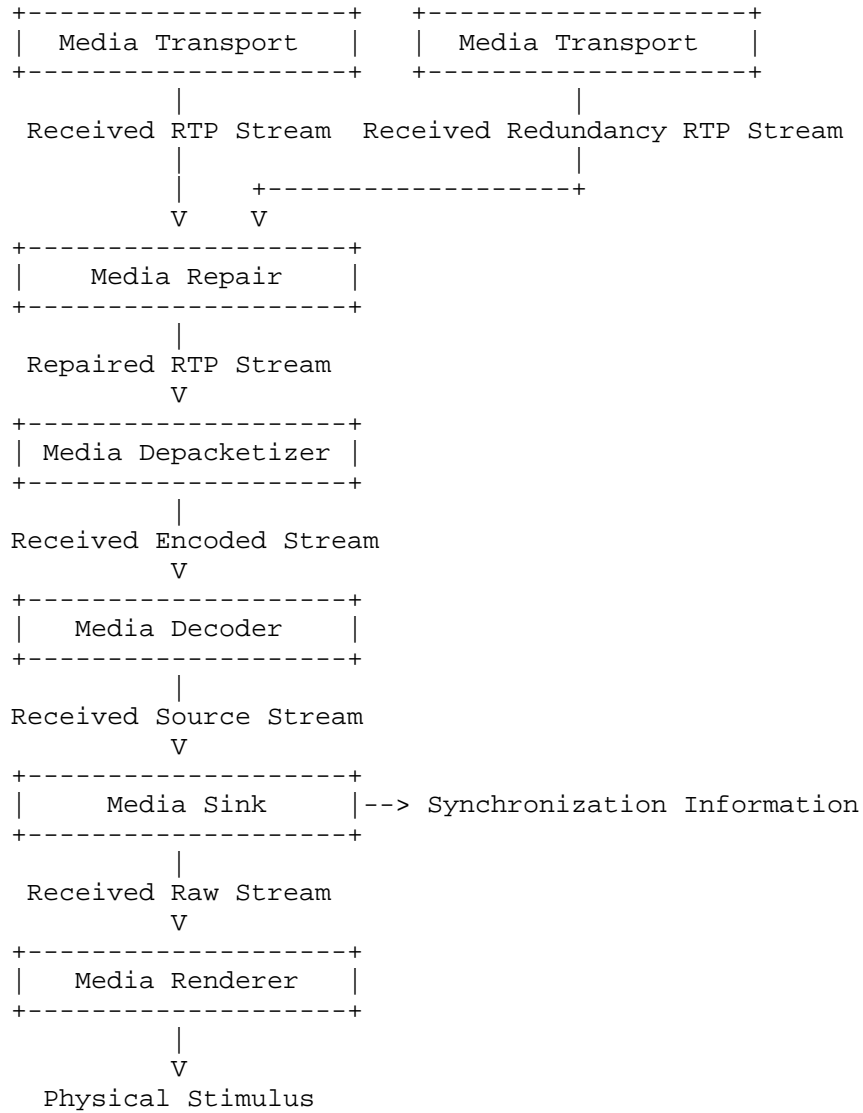 +--------------------+   +--------------------+
|  Media Transport   |   |  Media Transport   |
+--------------------+   +--------------------+
          |                        |
 Received RTP Stream  Received Redundancy RTP Stream
          |                        |
          |    +-------------------+
          V    V
+--------------------+
|    Media Repair    |
+--------------------+
          |
 Repaired RTP Stream
          V
+--------------------+
| Media Depacketizer |
+--------------------+
          |
Received Encoded Stream
          V
+--------------------+
|   Media Decoder    |
+--------------------+
          |
Received Source Stream
          V
+--------------------+
|     Media Sink     |--> Synchronization Information
+--------------------+
          |
 Received Raw Stream
          V
+--------------------+
|   Media Renderer   |
+--------------------+
          |
          V
  Physical Stimulus